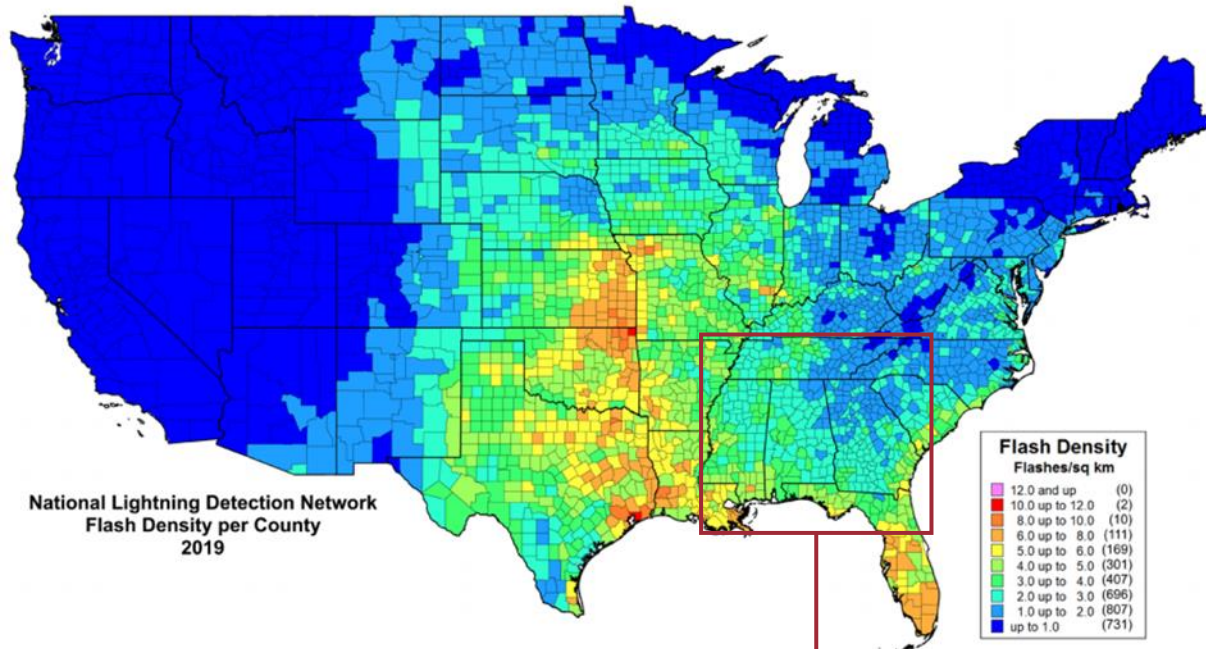 National Lightning Detection Network
Flash Density per County
2019
Flash Density
Flashes/sq km
12.0 and up (0)
10.0 up to 12.0 (2)
8.0 up to 10.0 (10)
6.0 up to 8.0 (111)
5.0 up to 6.0 (169)
4.0 up to 5.0 (301)
3.0 up to 4.0 (407)
2.0 up to 3.0 (696)
1.0 up to 2.0 (807)
up to 1.0 (731)